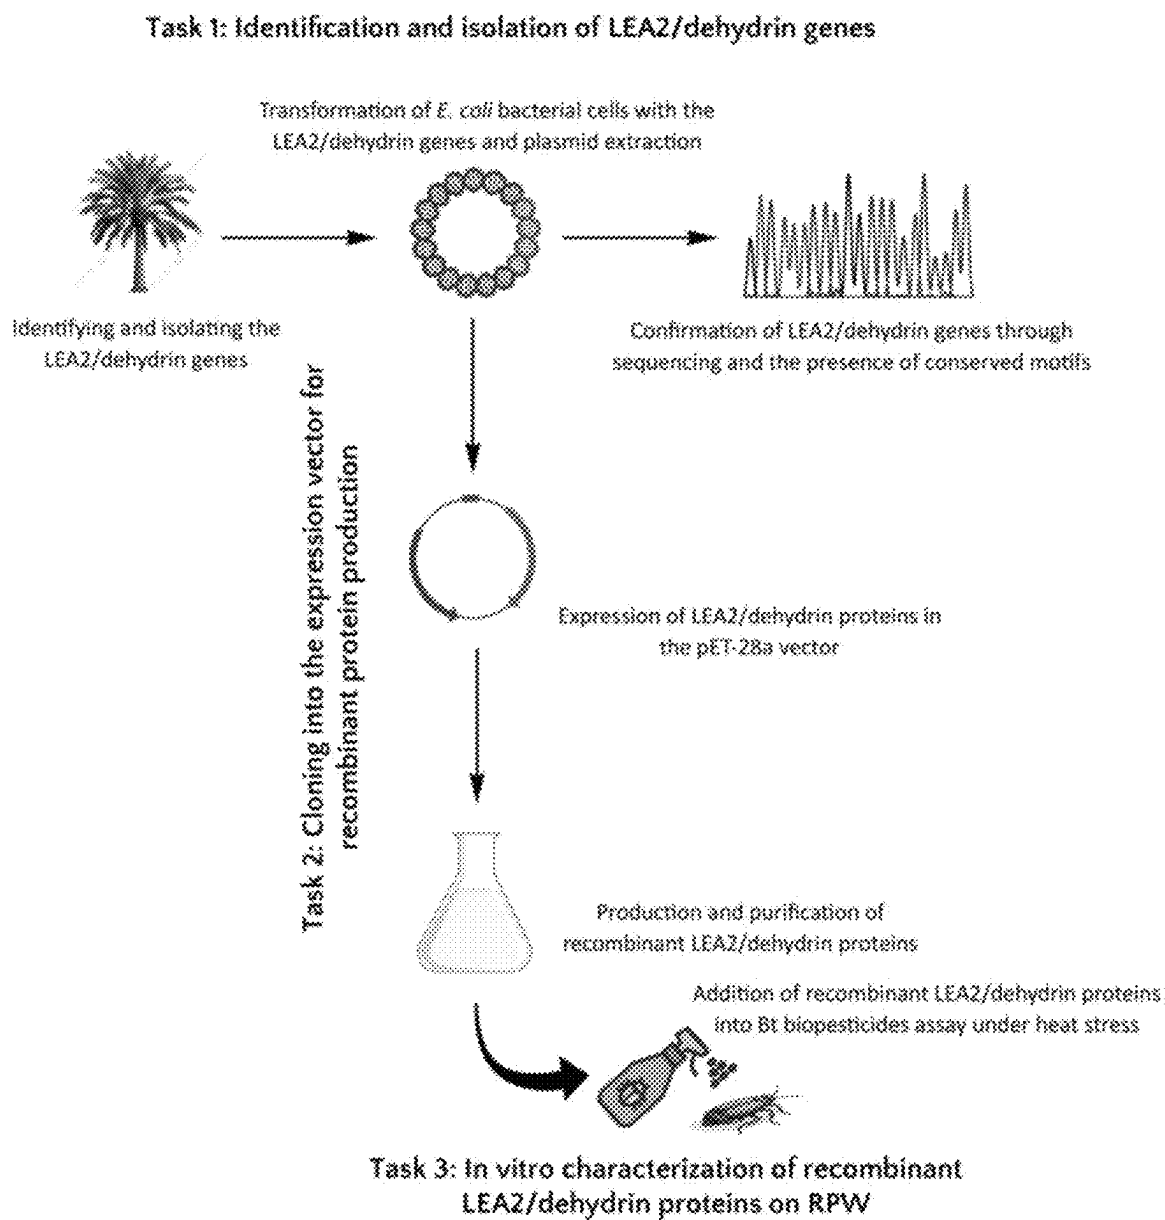 Task 1: Identification and isolation of LEA2/dehydrin genes
Transformation of E. coli bacterial cells with the
LEA2/dehydrin genes and plasmid extraction
Identifying and isolating the
LEA2/dehydrin genes
Confirmation of LEA2/dehydrin genes through
sequencing and the presence of conserved motifs
Task 2: Cloning into the expression vector for
recombinant protein production
Expression of LEA2/dehydrin proteins in
the pET-28a vector
Production and purification of
recombinant LEA2/dehydrin proteins
Addition of recombinant LEA2/dehydrin proteins
into Bt biopesticides assay under heat stress
Task 3: In vitro characterization of recombinant
LEA2/dehydrin proteins on RPW